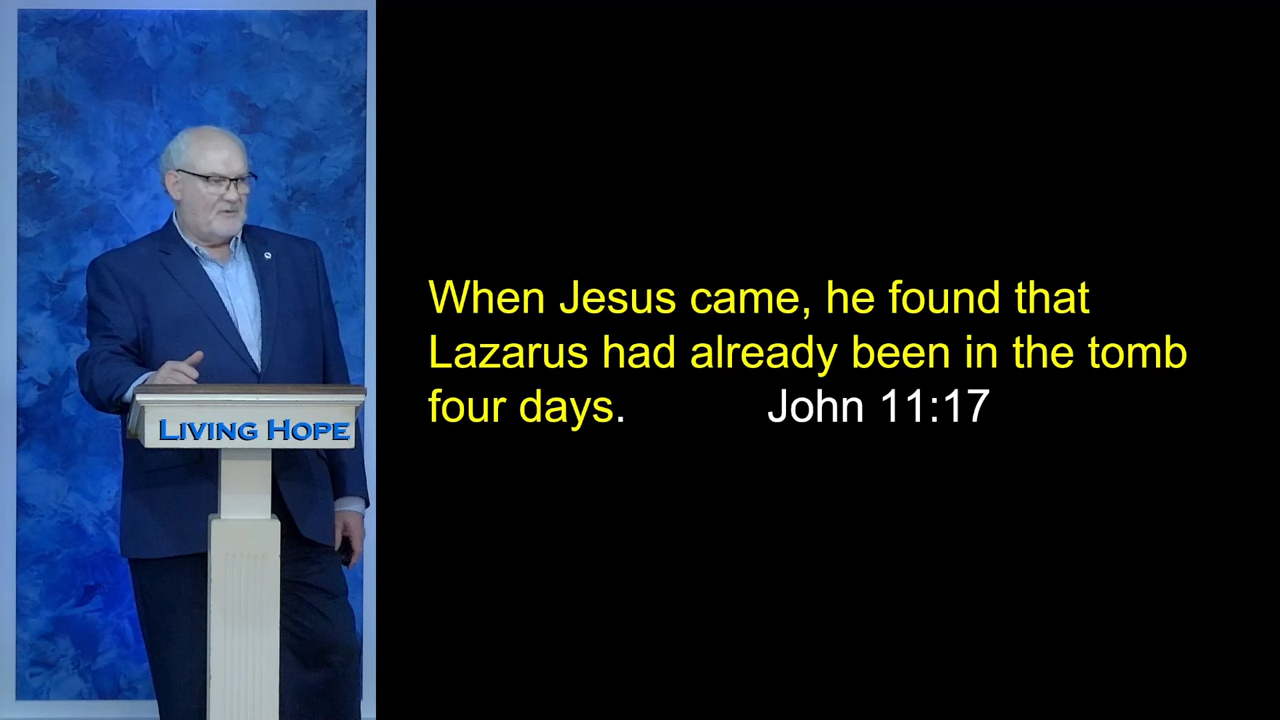 LIVING HOPE
When Jesus came, he found that
Lazarus had already been in the tomb
four days. John 11:17